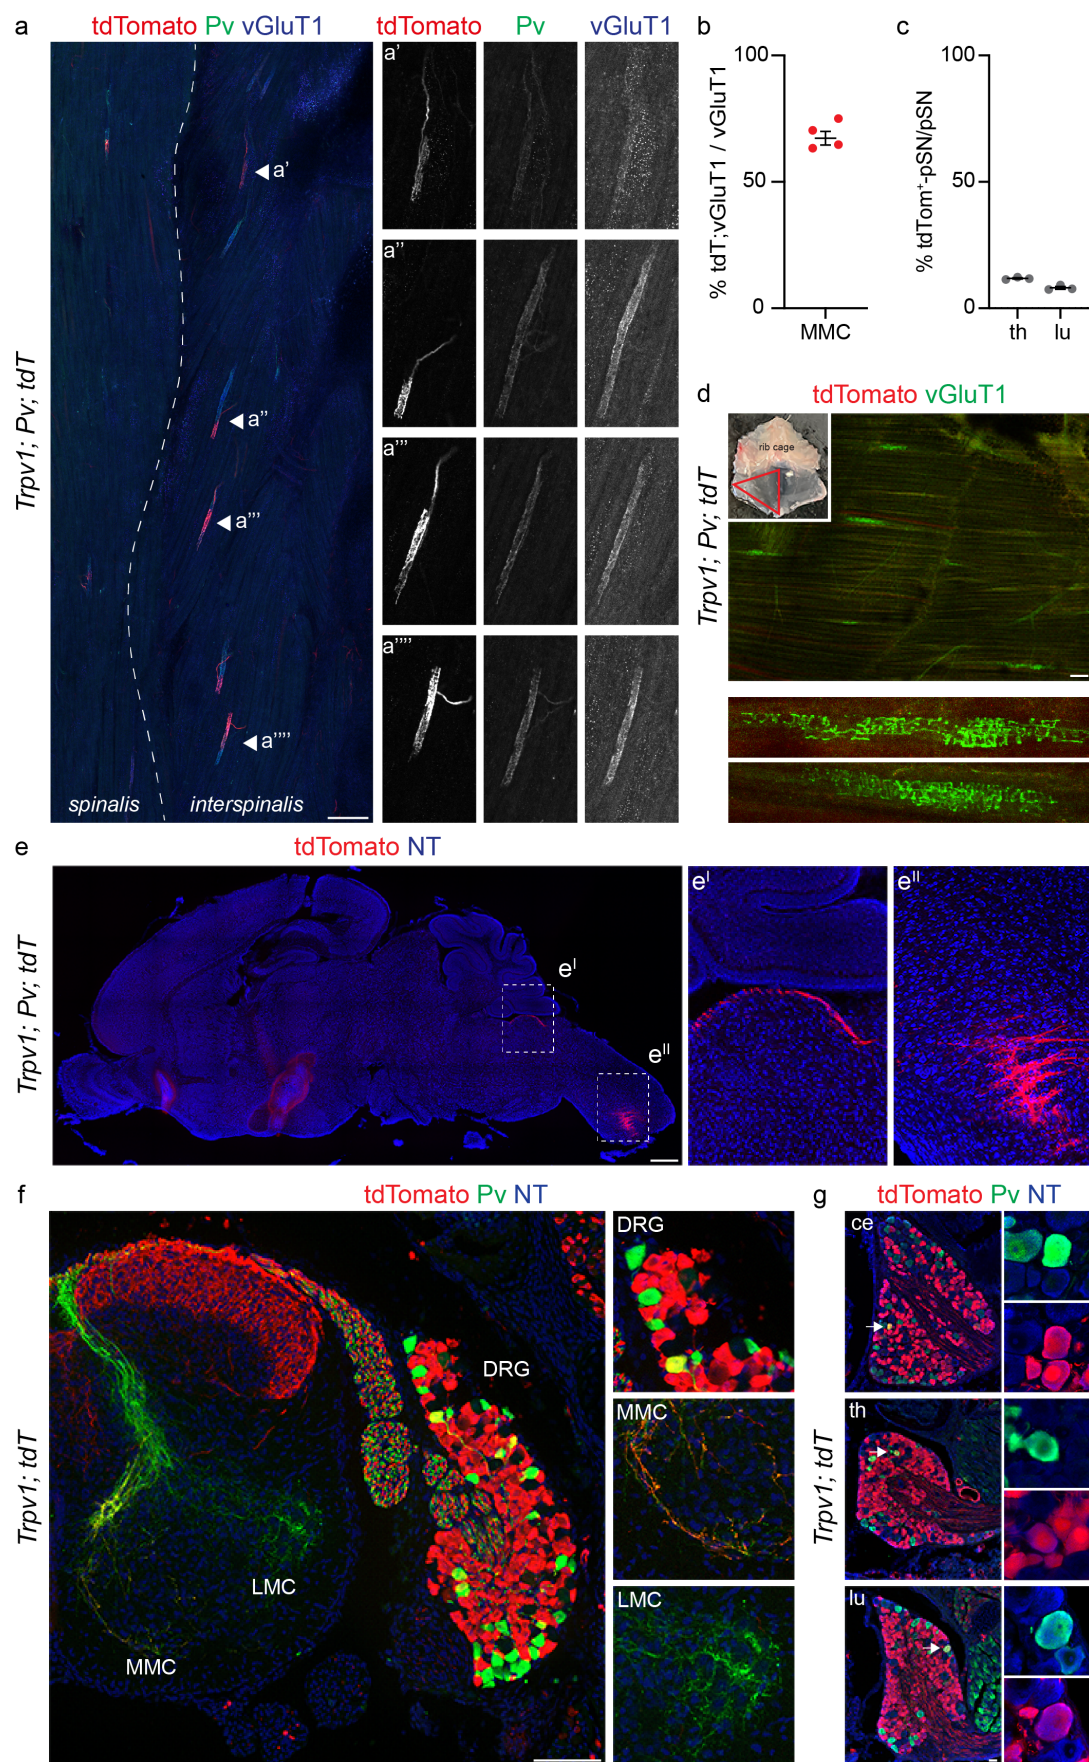 a
tdTomato Pv vGluT1
tdTomato
Pv
vGluT1
Trpv1; Pv; tdT
a'
a''
a'''
a''''
spinalis
interspinalis
a'
a''
a'''
a''''
b
% tdT;vGluT1 / vGluT1
100
50
0
MMC
c
% tdTom⁺-pSN/pSN
100
50
0
th
lu
d
tdTomato vGluT1
Trpv1; Pv; tdT
rib cage
e
tdTomato NT
Trpv1; Pv; tdT
eᴵ
eᴵᴵ
eᴵ
eᴵᴵ
f
tdTomato Pv NT
Trpv1; tdT
DRG
LMC
MMC
DRG
MMC
LMC
g
tdTomato Pv NT
Trpv1; tdT
ce
th
lu